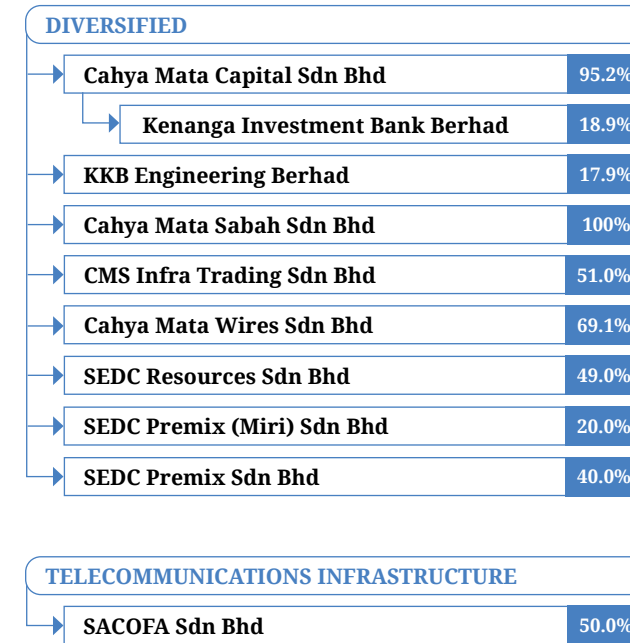 DIVERSIFIED
Cahya Mata Capital Sdn Bhd 95.2%
Kenanga Investment Bank Berhad 18.9%
KKB Engineering Berhad 17.9%
Cahya Mata Sabah Sdn Bhd 100%
CMS Infra Trading Sdn Bhd 51.0%
Cahya Mata Wires Sdn Bhd 69.1%
SEDC Resources Sdn Bhd 49.0%
SEDC Premix (Miri) Sdn Bhd 20.0%
SEDC Premix Sdn Bhd 40.0%
TELECOMMUNICATIONS INFRASTRUCTURE
SACOFA Sdn Bhd 50.0%